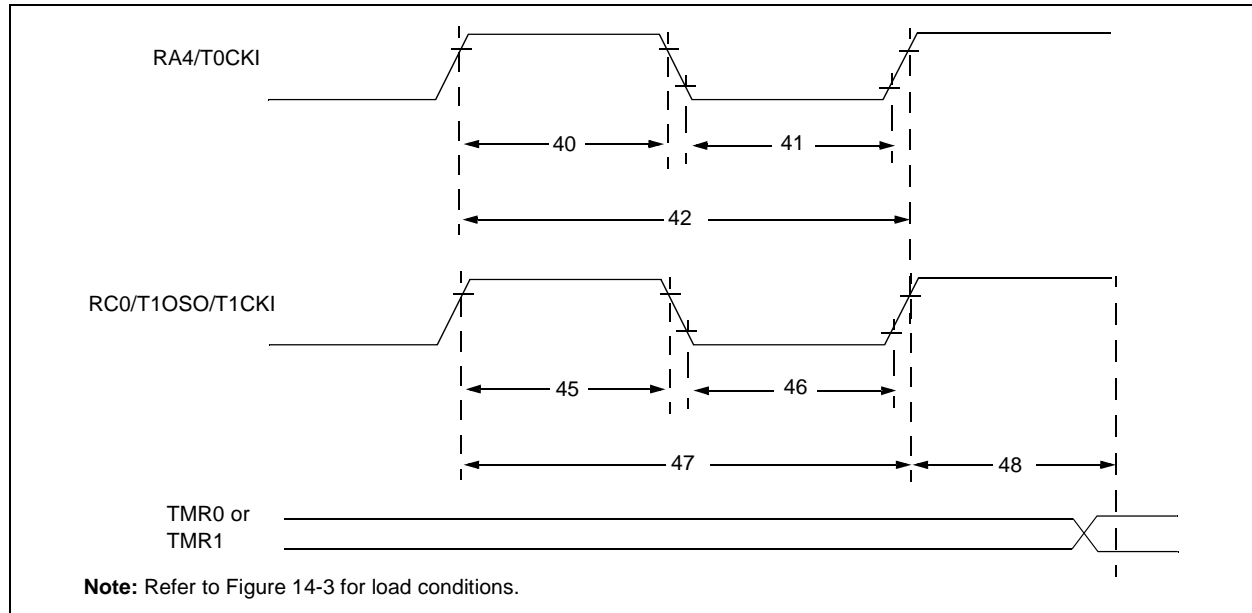 RA4/T0CKI
40
41
42
RC0/T1OSO/T1CKI
45
46
47
48
TMR0 or
TMR1
Note: Refer to Figure 14-3 for load conditions.